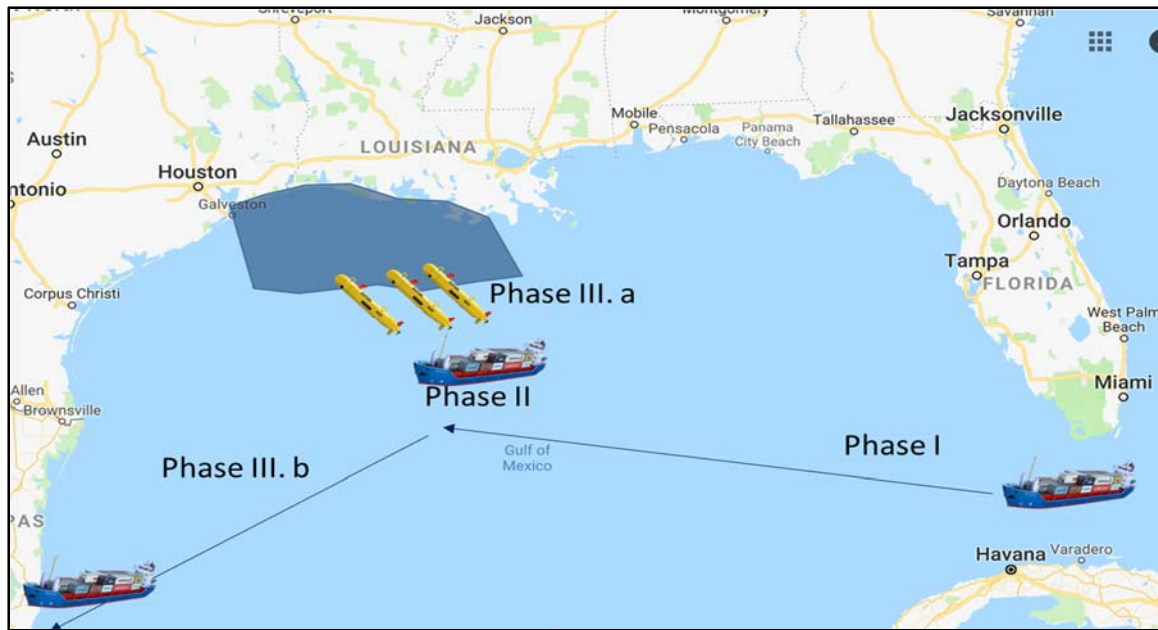 Shreveport
Jackson
Montgomery
Savannah
Austin
Houston
ntonio
Galveston
LOUISIANA
Mobile
Pensacola
Panama
City Beach
Tallahassee
Jacksonville
Daytona Beach
Orlando
Tampa
FLORIDA
Corpus Christi
West Palm
Beach
Miami
Allen
Brownsville
Phase III. a
Phase II
Phase I
Gulf of
Mexico
Phase III. b
PAS
Havana
Varadero